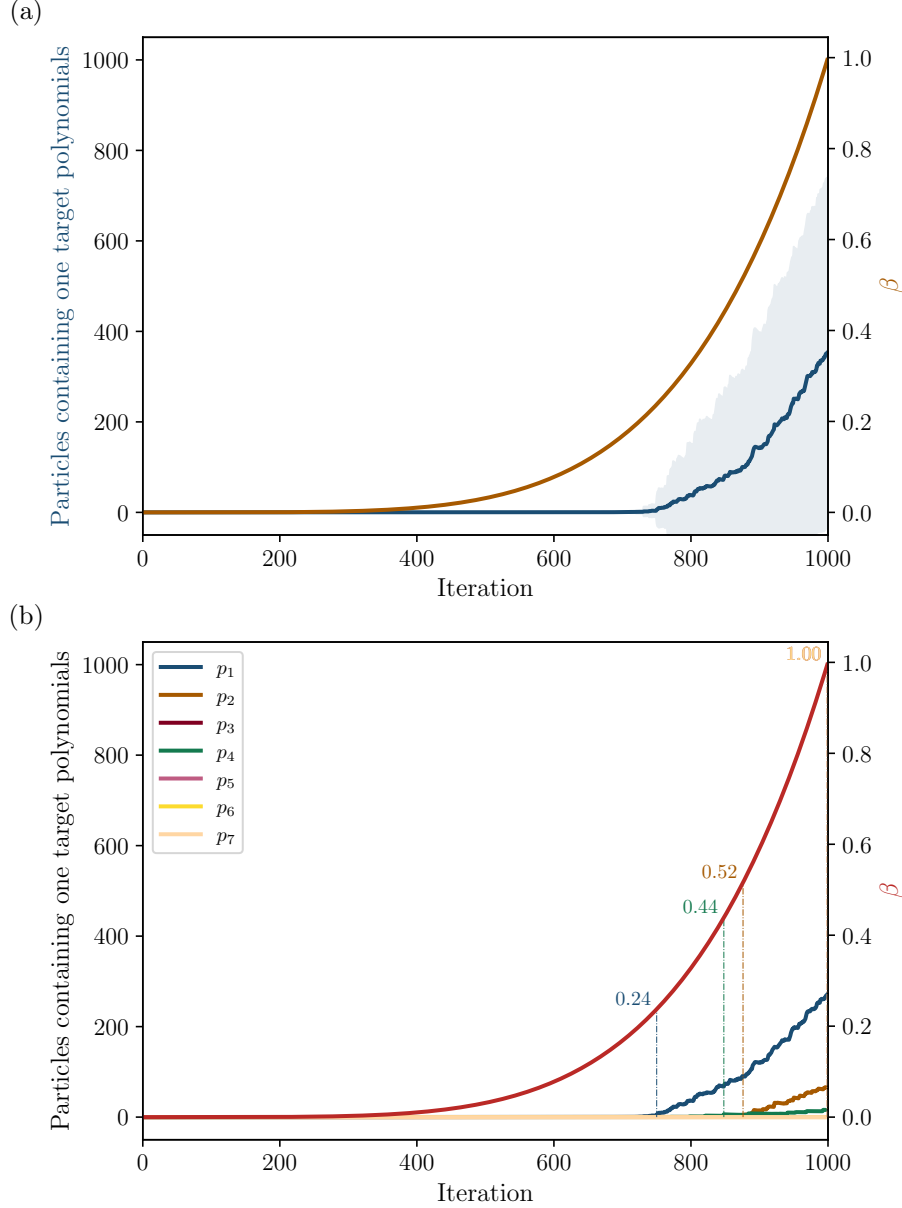 (a)
Particles containing one target polynomials
1000
800
600
400
200
0
1.0
0.8
0.6
0.4
0.2
0.0
β
0 200 400 600 800 1000
Iteration
(b)
Particles containing one target polynomials
1000
800
600
400
200
0
p₁
p₂
p₃
p₄
p₅
p₆
p₇
1.00
0.52
0.44
0.24
1.0
0.8
0.6
0.4
0.2
0.0
β
0 200 400 600 800 1000
Iteration